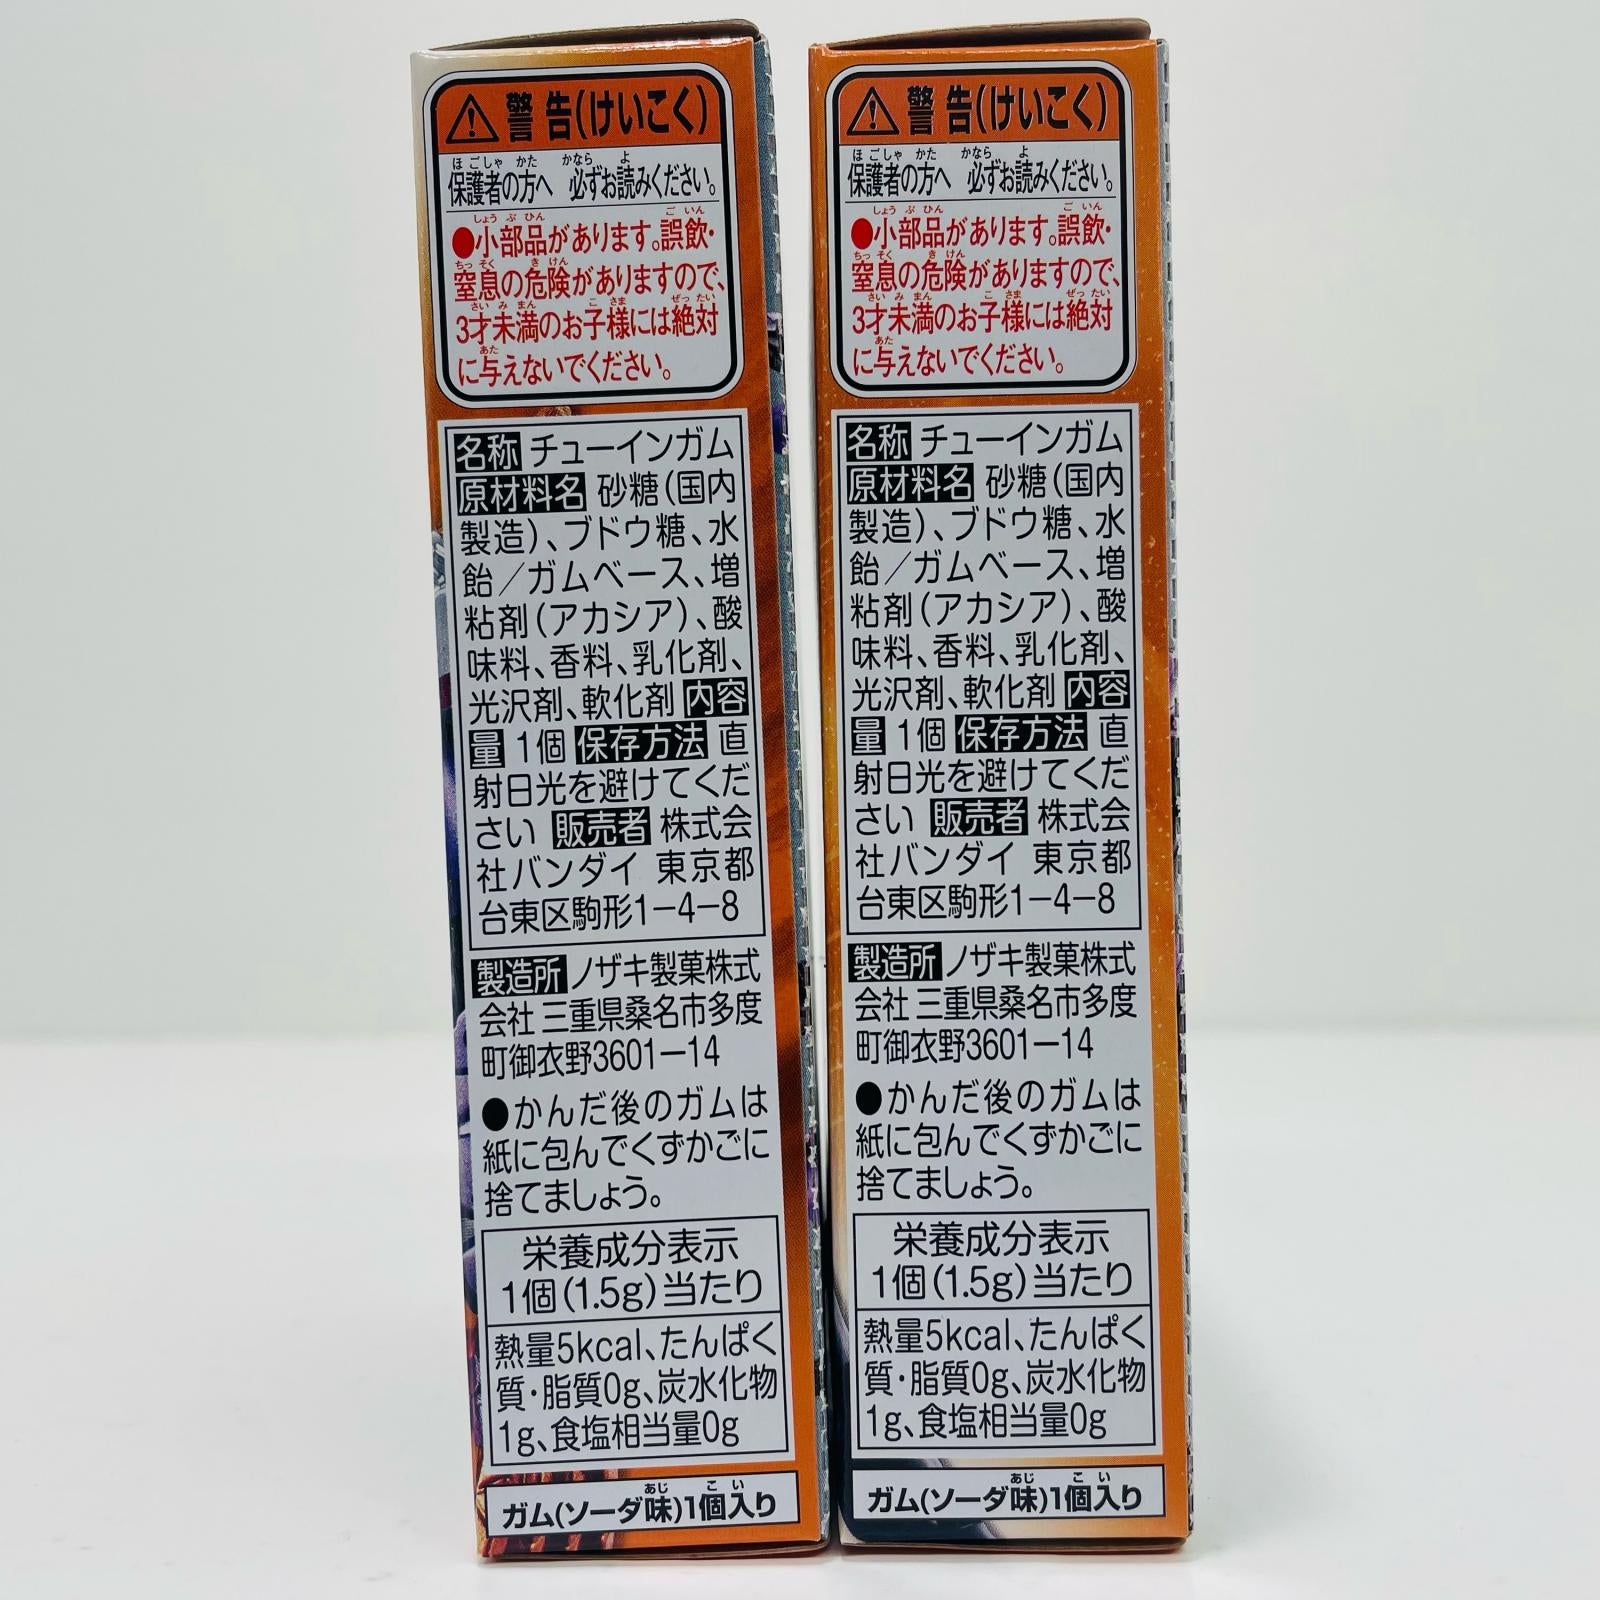 警告(けいこく)
ほごしゃ かた かなら よ
保護者の方へ 必ずお読みください。
しょうぶひん ごいん
●小部品があります。誤飲・
ちっそく きけん
窒息の危険がありますので、
さいみまん こさま ぜったい
3才未満のお子様には絶対
あた
に与えないでください。
名称 チューインガム
原材料名 砂糖(国内
製造)、ブドウ糖、水
飴/ガムベース、増
粘剤(アカシア)、酸
味料、香料、乳化剤、
光沢剤、軟化剤 内容
量 1個 保存方法 直
射日光を避けてくだ
さい 販売者 株式会
社バンダイ 東京都
台東区駒形1-4-8
製造所 ノザキ製菓株式
会社 三重県桑名市多度
町御衣野3601-14
●かんだ後のガムは
紙に包んでくずかごに
捨てましょう。
栄養成分表示
1個(1.5g)当たり
熱量5kcal、たんぱく
質・脂質0g、炭水化物
1g、食塩相当量0g
あじ こい
ガム(ソーダ味)1個入り
警告(けいこく)
ほごしゃ かた かなら よ
保護者の方へ 必ずお読みください。
しょうぶひん ごいん
●小部品があります。誤飲・
ちっそく きけん
窒息の危険がありますので、
さいみまん こさま ぜったい
3才未満のお子様には絶対
あた
に与えないでください。
名称 チューインガム
原材料名 砂糖(国内
製造)、ブドウ糖、水
飴/ガムベース、増
粘剤(アカシア)、酸
味料、香料、乳化剤、
光沢剤、軟化剤 内容
量 1個 保存方法 直
射日光を避けてくだ
さい 販売者 株式会
社バンダイ 東京都
台東区駒形1-4-8
製造所 ノザキ製菓株式
会社 三重県桑名市多度
町御衣野3601-14
●かんだ後のガムは
紙に包んでくずかごに
捨てましょう。
栄養成分表示
1個(1.5g)当たり
熱量5kcal、たんぱく
質・脂質0g、炭水化物
1g、食塩相当量0g
あじ こい
ガム(ソーダ味)1個入り